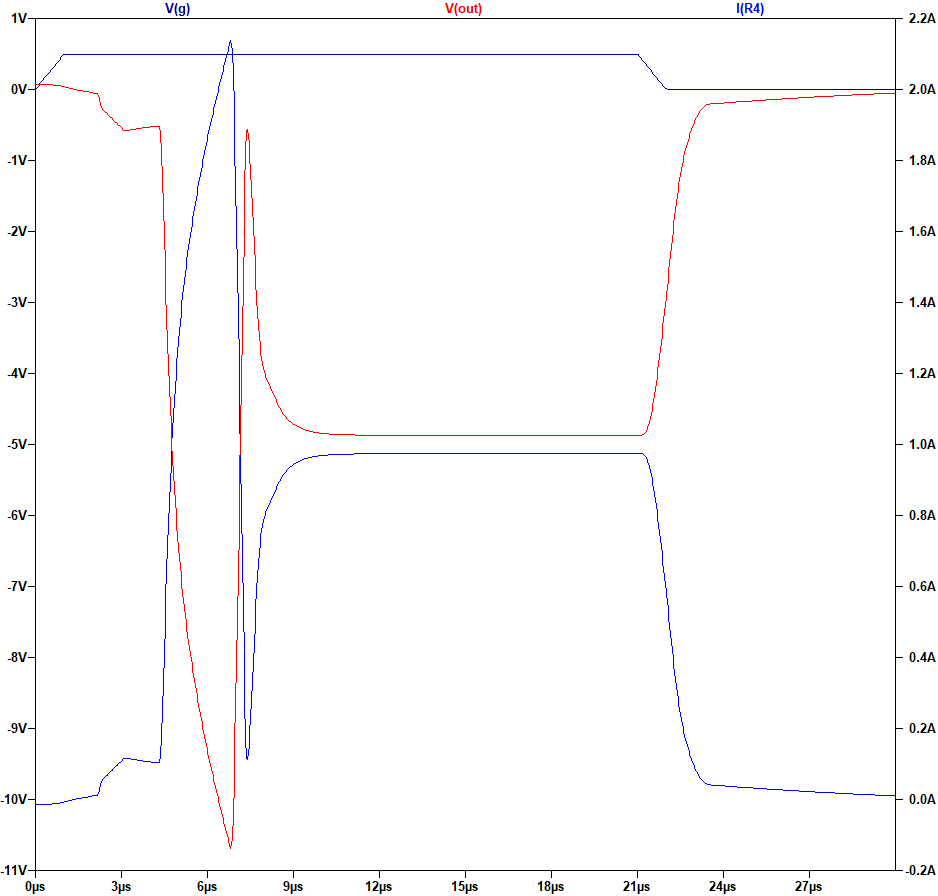 V(g) V(out) I(R4)
1V 2.2A
0V 2.0A
-1V 1.8A
-2V 1.6A
-3V 1.4A
-4V 1.2A
-5V 1.0A
-6V 0.8A
-7V 0.6A
-8V 0.4A
-9V 0.2A
-10V 0.0A
-11V -0.2A
0µs 3µs 6µs 9µs 12µs 15µs 18µs 21µs 24µs 27µs